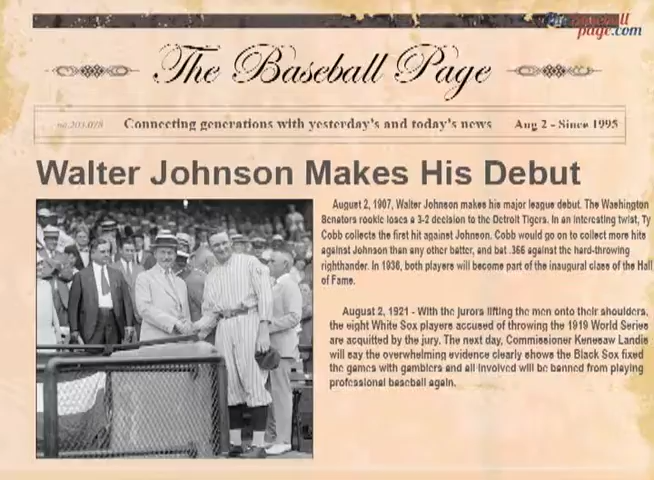 thebaseball
page.com
The Baseball Page
no.203.078 Connecting generations with yesterday's and today's news Aug 2 - Since 1995
Walter Johnson Makes His Debut
August 2, 1907, Walter Johnson makes his major league debut. The Washington
Senators rookie loses a 3-2 decision to the Detroit Tigers. In an interesting twist, Ty
Cobb collects the first hit against Johnson. Cobb would go on to collect more hits
against Johnson than any other batter, and bat .366 against the hard-throwing
righthander. In 1936, both players will become part of the inaugural class of the Hall
of Fame.
August 2, 1921 - With the jurors lifting the men onto their shoulders,
the eight White Sox players accused of throwing the 1919 World Series
are acquitted by the jury. The next day, Commissioner Kenesaw Landis
will say the overwhelming evidence clearly shows the Black Sox fixed
the games with gamblers and all involved will be banned from playing
professional baseball again.